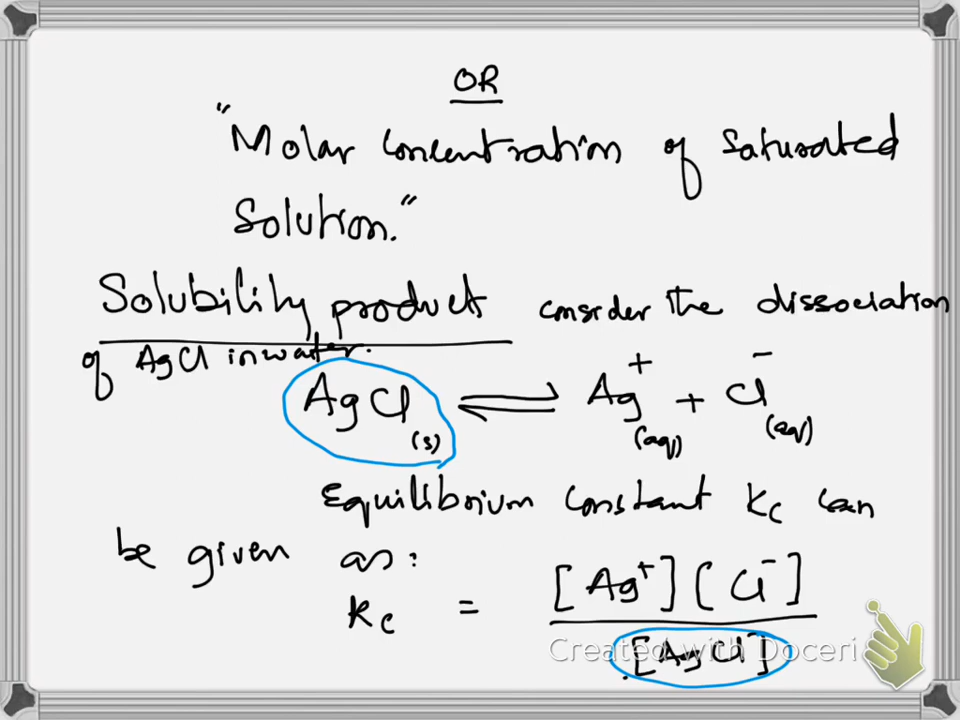 OR
"Molar concentration of saturated
solution."
Solubility product consider the dissociation
of AgCl in water.
AgCl(s) ⇌ Ag+(aq) + Cl-(aq)
Equilibrium constant Kc can
be given as:
Kc = [Ag+][Cl-]
[AgCl]
Created with Doceri